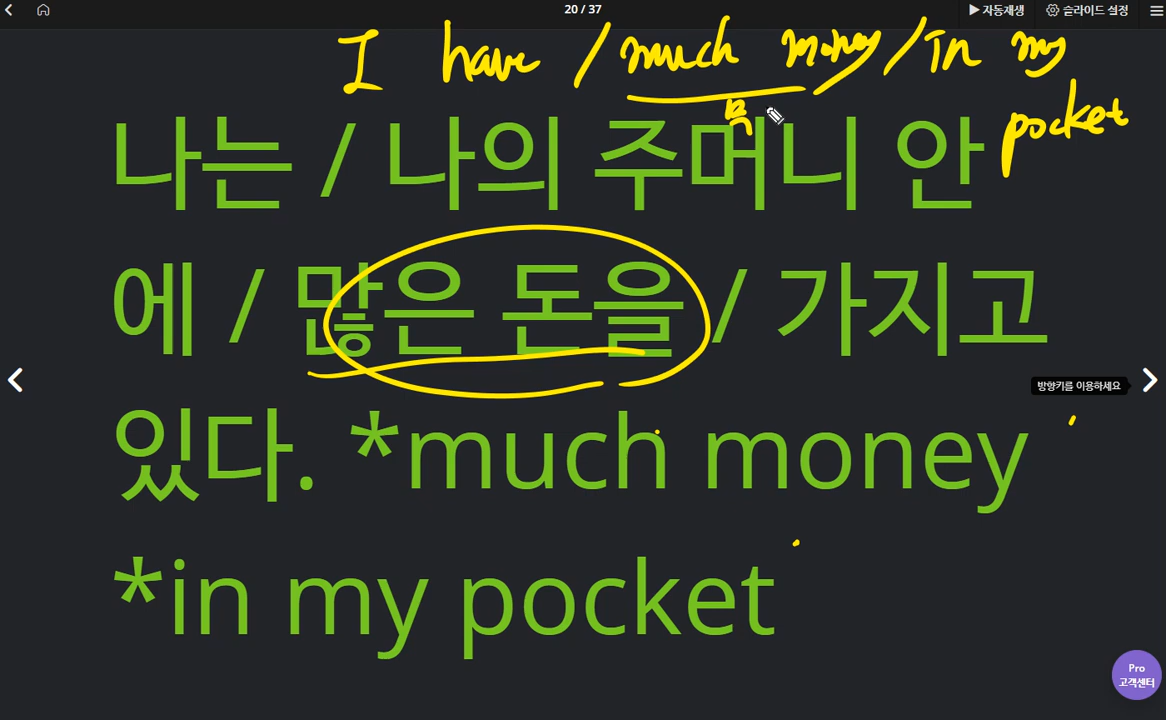 20 / 37
자동재생
슬라이드 설정
I have / much money / in my
pocket
목
나는 / 나의 주머니 안
에 / 많은 돈을 / 가지고
방향키를 이용하세요
있다. *much money
*in my pocket
Pro
고객센터